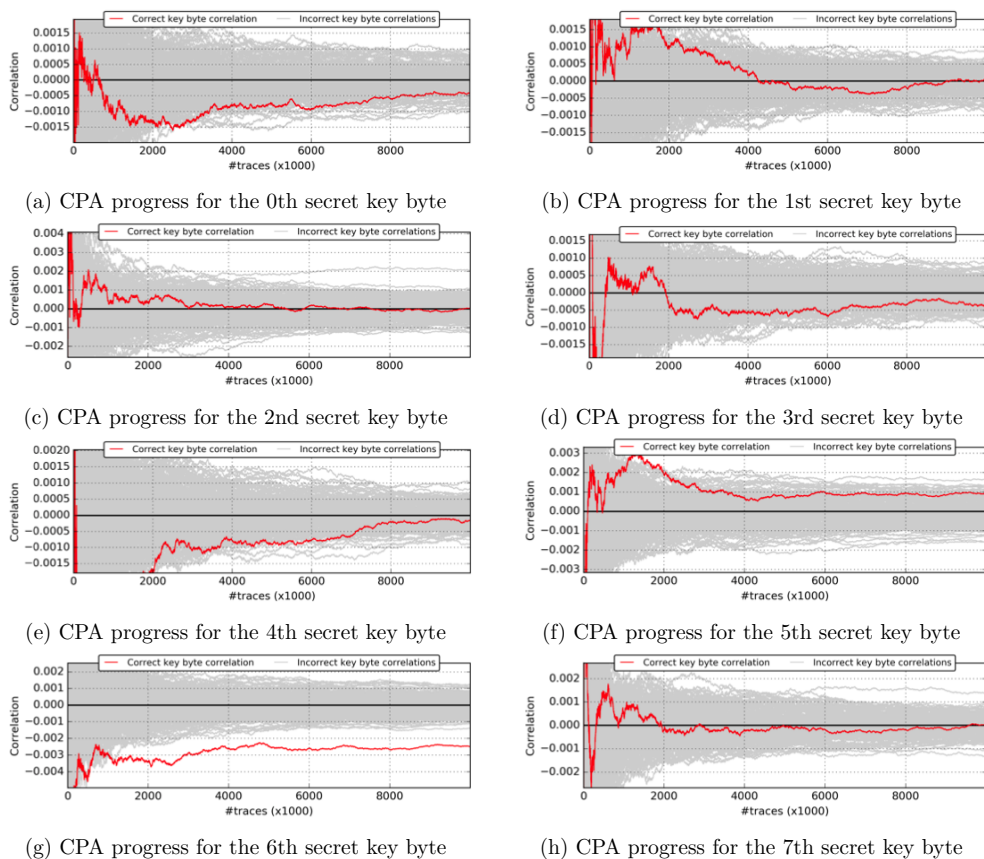 Correct key byte correlation Incorrect key byte correlations
0.0015
0.0010
0.0005
0.0000
−0.0005
−0.0010
−0.0015
Correlation
0 2000 4000 6000 8000
#traces (x1000)
(a) CPA progress for the 0th secret key byte
Correct key byte correlation Incorrect key byte correlations
0.0015
0.0010
0.0005
0.0000
−0.0005
−0.0010
−0.0015
Correlation
0 2000 4000 6000 8000
#traces (x1000)
(b) CPA progress for the 1st secret key byte
Correct key byte correlation Incorrect key byte correlations
0.004
0.003
0.002
0.001
0.000
−0.001
−0.002
Correlation
0 2000 4000 6000 8000
#traces (x1000)
(c) CPA progress for the 2nd secret key byte
Correct key byte correlation Incorrect key byte correlations
0.0015
0.0010
0.0005
0.0000
−0.0005
−0.0010
−0.0015
Correlation
0 2000 4000 6000 8000
#traces (x1000)
(d) CPA progress for the 3rd secret key byte
Correct key byte correlation Incorrect key byte correlations
0.0020
0.0015
0.0010
0.0005
0.0000
−0.0005
−0.0010
−0.0015
Correlation
0 2000 4000 6000 8000
#traces (x1000)
(e) CPA progress for the 4th secret key byte
Correct key byte correlation Incorrect key byte correlations
0.003
0.002
0.001
0.000
−0.001
−0.002
−0.003
Correlation
0 2000 4000 6000 8000
#traces (x1000)
(f) CPA progress for the 5th secret key byte
Correct key byte correlation Incorrect key byte correlations
0.002
0.001
0.000
−0.001
−0.002
−0.003
−0.004
Correlation
0 2000 4000 6000 8000
#traces (x1000)
(g) CPA progress for the 6th secret key byte
Correct key byte correlation Incorrect key byte correlations
0.002
0.001
0.000
−0.001
−0.002
Correlation
0 2000 4000 6000 8000
#traces (x1000)
(h) CPA progress for the 7th secret key byte